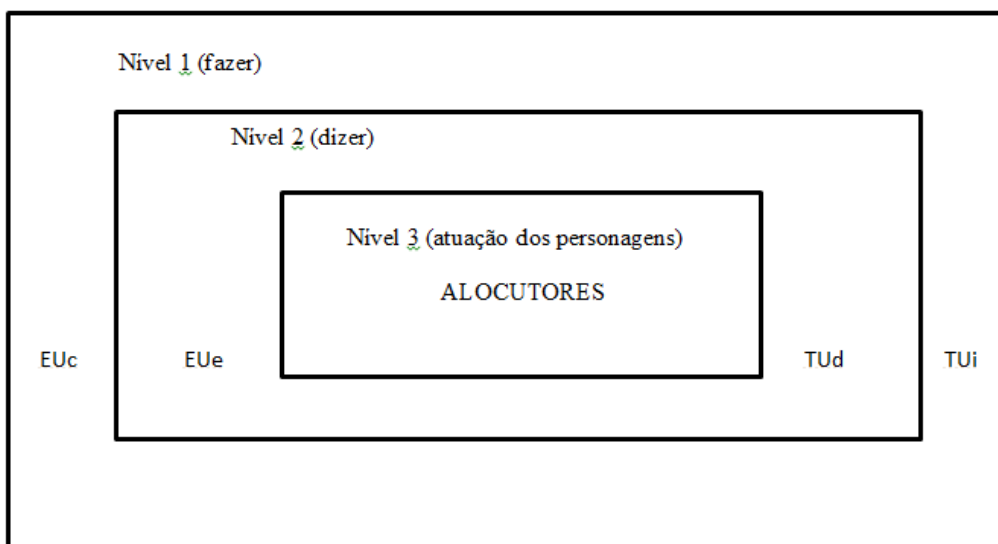 Nível 1 (fazer)
Nível 2 (dizer)
Nível 3 (atuação dos personagens)
ALOCUTORES
EUc EUe TUd TUi